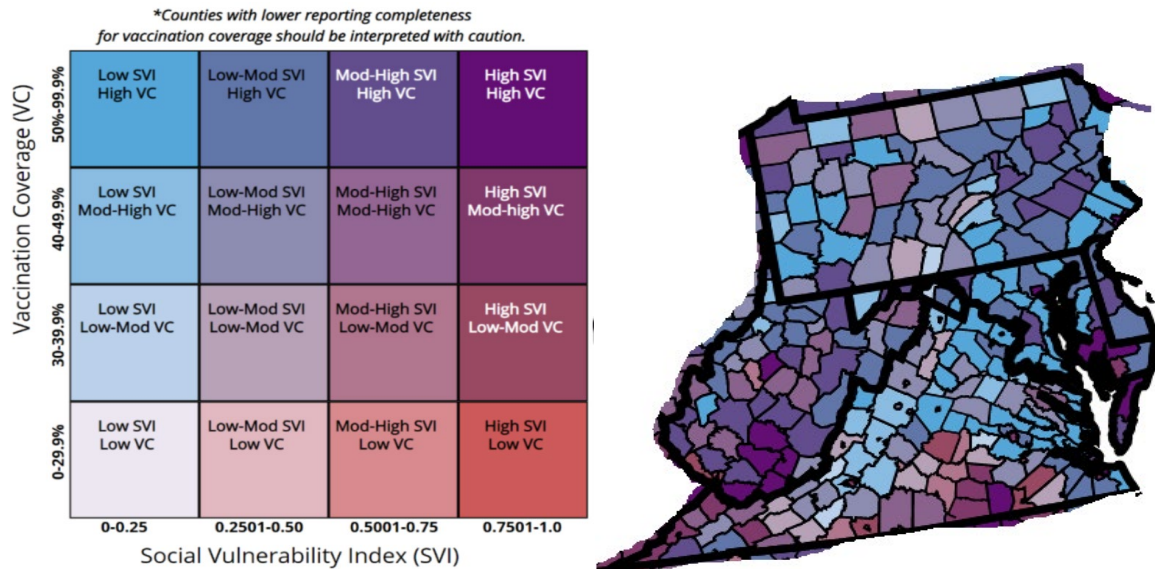 *Counties with lower reporting completeness
for vaccination coverage should be interpreted with caution.
Vaccination Coverage (VC)
50%-99.9%
Low SVI
High VC
Low-Mod SVI
High VC
Mod-High SVI
High VC
High SVI
High VC
40-49.9%
Low SVI
Mod-High VC
Low-Mod SVI
Mod-High VC
Mod-High SVI
Mod-High VC
High SVI
Mod-high VC
30-39.9%
Low SVI
Low-Mod VC
Low-Mod SVI
Low-Mod VC
Mod-High SVI
Low-Mod VC
High SVI
Low-Mod VC
0-29.9%
Low SVI
Low VC
Low-Mod SVI
Low VC
Mod-High SVI
Low VC
High SVI
Low VC
0-0.25
0.2501-0.50
0.5001-0.75
0.7501-1.0
Social Vulnerability Index (SVI)